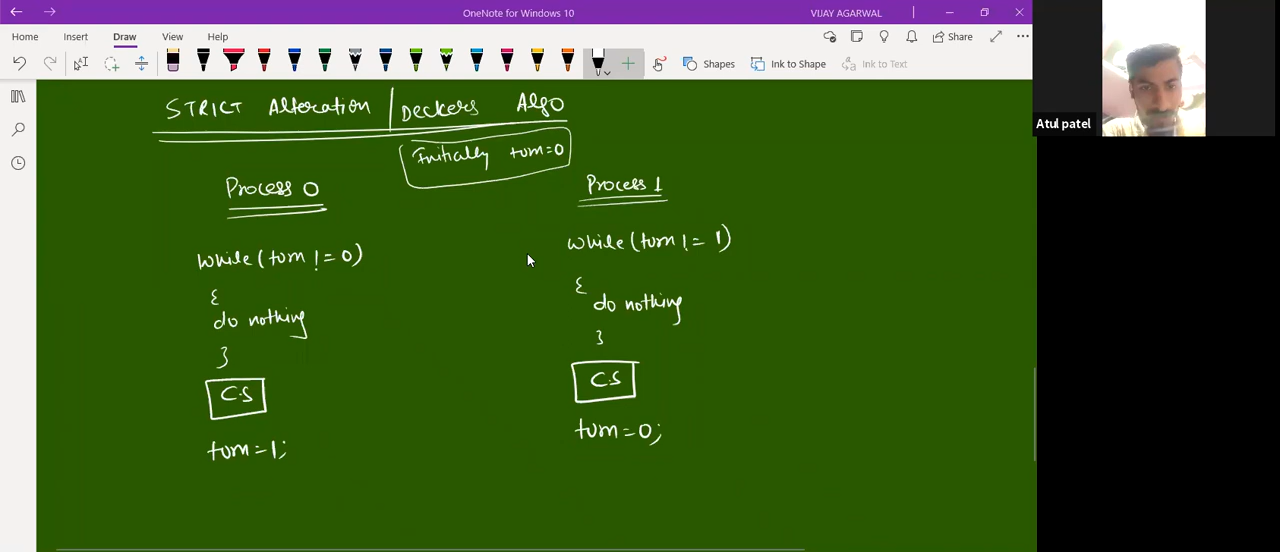 OneNote for Windows 10
VIJAY AGARWAL
Home Insert Draw View Help
Share
Shapes Ink to Shape Ink to Text
STRICT Alteration | Deckers Algo
Initially turn=0
Process 0
while(turn != 0)
{
do nothing
}
C.S
turn=1;
Process 1
while(turn != 1)
{
do nothing
}
C.S
turn=0;
Atul patel